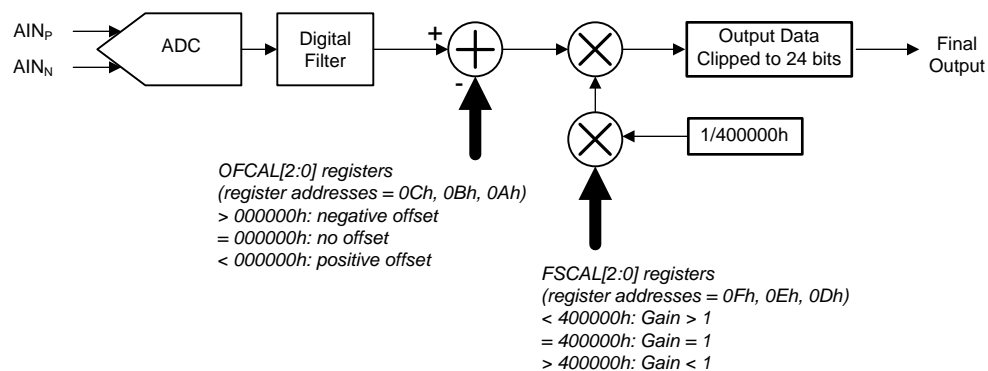 AINP
AINN
ADC
Digital
Filter
+
-
Output Data
Clipped to 24 bits
Final
Output
1/400000h
OFCAL[2:0] registers
(register addresses = 0Ch, 0Bh, 0Ah)
> 000000h: negative offset
= 000000h: no offset
< 000000h: positive offset
FSCAL[2:0] registers
(register addresses = 0Fh, 0Eh, 0Dh)
< 400000h: Gain > 1
= 400000h: Gain = 1
> 400000h: Gain < 1